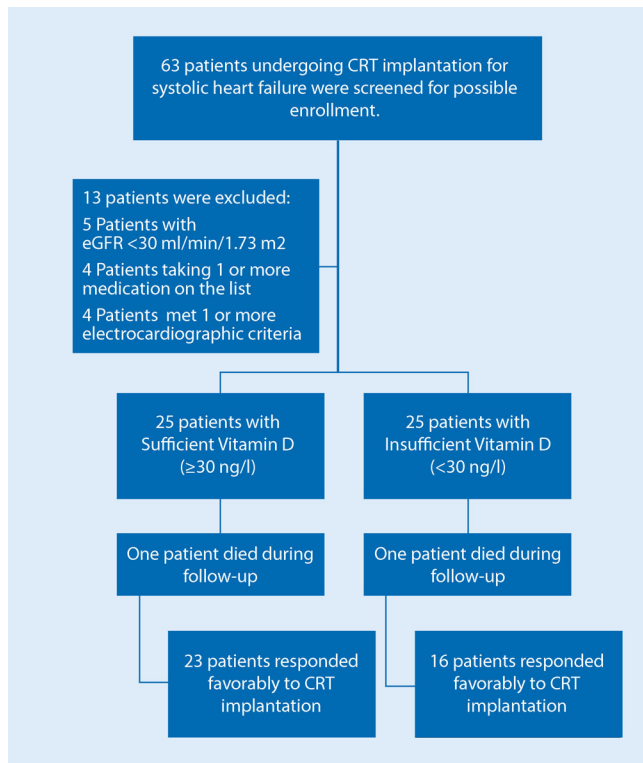 63 patients undergoing CRT implantation for
systolic heart failure were screened for possible
enrollment.
13 patients were excluded:
5 Patients with
eGFR <30 ml/min/1.73 m2
4 Patients taking 1 or more
medication on the list
4 Patients met 1 or more
electrocardiographic criteria
25 patients with
Sufficient Vitamin D
(≥30 ng/l)
25 patients with
Insufficient Vitamin D
(<30 ng/l)
One patient died during
follow-up
One patient died during
follow-up
23 patients responded
favorably to CRT
implantation
16 patients responded
favorably to CRT
implantation